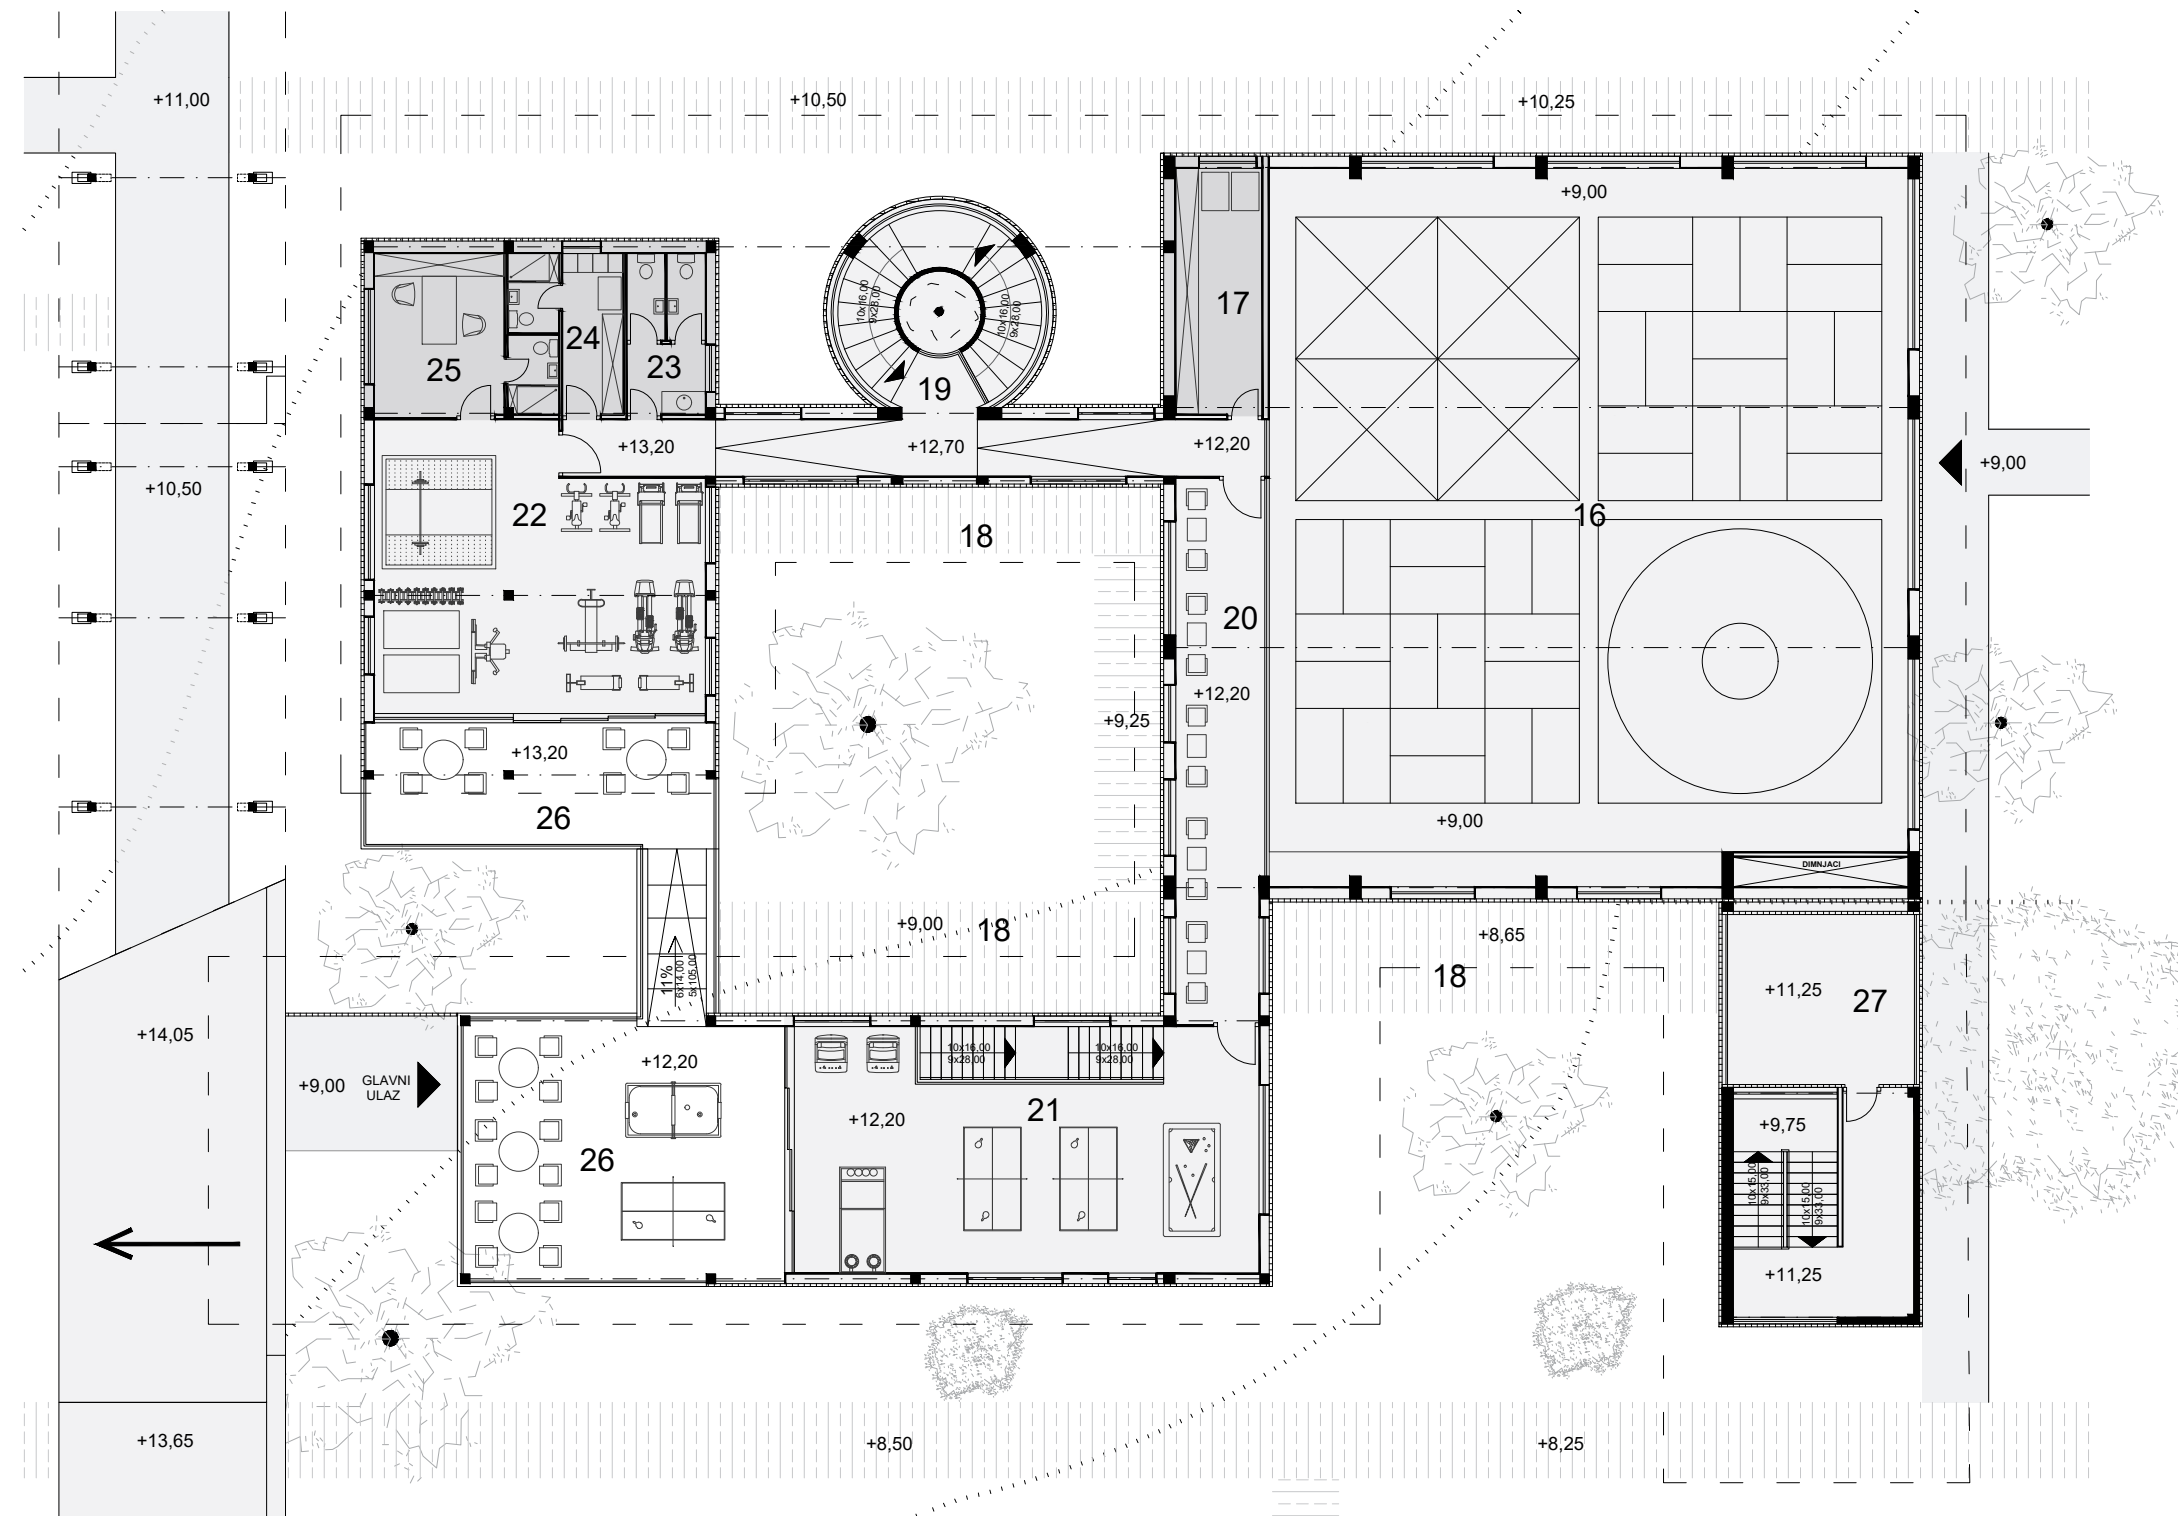 +11,00
+10,50
+10,25
+9,00
17
10x16,00
9x28,00
10x16,00
9x28,00
24
25
23
19
+13,20
+12,70
+12,20
+9,00
+10,50
22
16
18
20
+12,20
+9,25
+13,20
26
+9,00
DIMNJACI
+9,00
18
+8,65
18
11%
6x14,00
5x105,00
+11,25
27
+14,05
+12,20
10x16,00
9x28,00
10x16,00
9x28,00
+9,00
GLAVNI
ULAZ
21
+12,20
+9,75
26
10x15,00
9x33,00
10x15,00
9x33,00
+11,25
+13,65
+8,50
+8,25